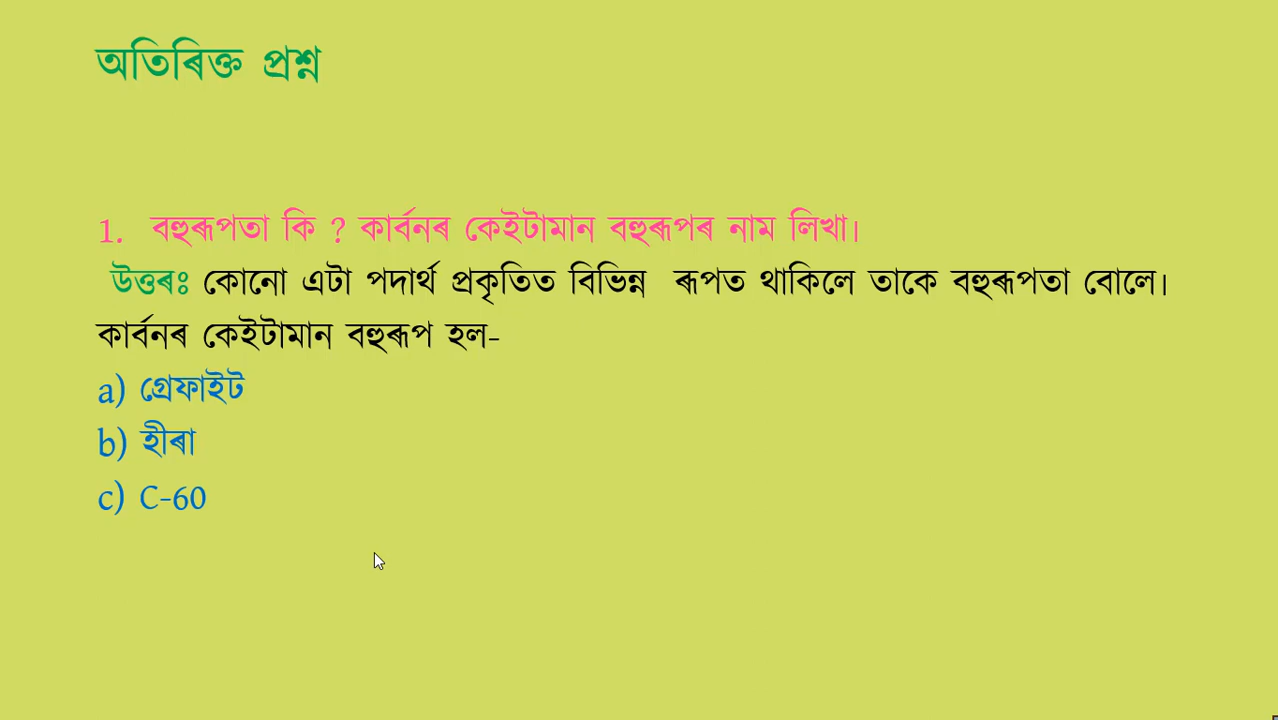 অতিৰিক্ত প্ৰশ্ন
1. বহুৰূপতা কি ? কাৰ্বনৰ কেইটামান বহুৰূপৰ নাম লিখা।
উত্তৰঃ কোনো এটা পদাৰ্থ প্ৰকৃতিত বিভিন্ন ৰূপত থাকিলে তাকে বহুৰূপতা বোলে।
কাৰ্বনৰ কেইটামান বহুৰূপ হল-
a) গ্ৰেফাইট
b) হীৰা
c) C-60